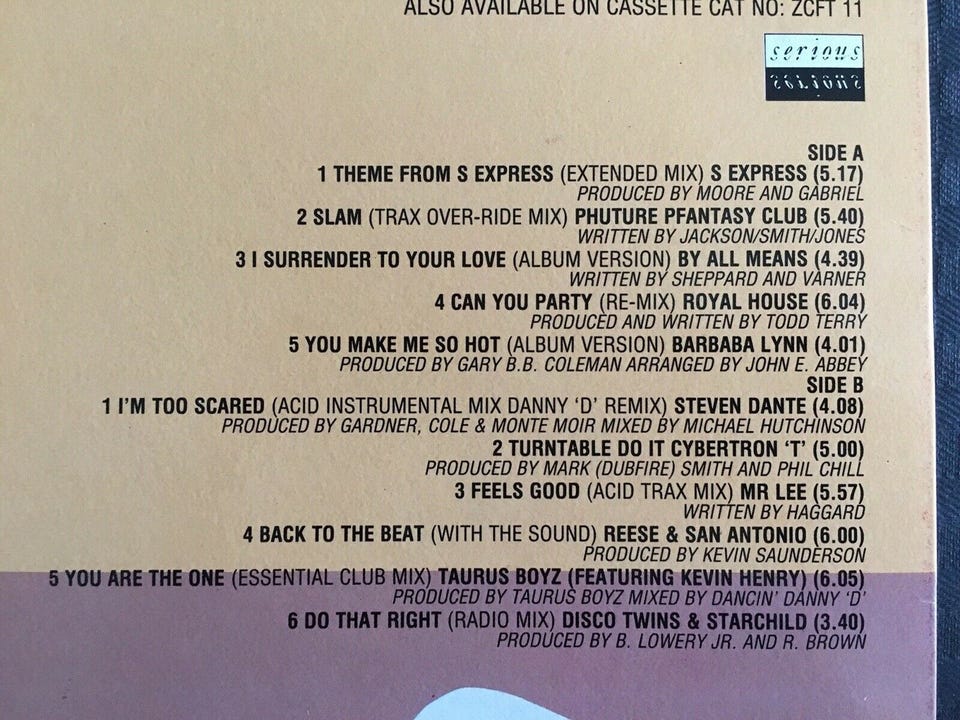 ALSO AVAILABLE ON CASSETTE CAT NO: ZCFT 11
serious
serious
SIDE A
1 THEME FROM S EXPRESS (EXTENDED MIX) S EXPRESS (5.17)
PRODUCED BY MOORE AND GABRIEL
2 SLAM (TRAX OVER-RIDE MIX) PHUTURE PFANTASY CLUB (5.40)
WRITTEN BY JACKSON/SMITH/JONES
3 I SURRENDER TO YOUR LOVE (ALBUM VERSION) BY ALL MEANS (4.39)
WRITTEN BY SHEPPARD AND VARNER
4 CAN YOU PARTY (RE-MIX) ROYAL HOUSE (6.04)
PRODUCED AND WRITTEN BY TODD TERRY
5 YOU MAKE ME SO HOT (ALBUM VERSION) BARBABA LYNN (4.01)
PRODUCED BY GARY B.B. COLEMAN ARRANGED BY JOHN E. ABBEY
SIDE B
1 I'M TOO SCARED (ACID INSTRUMENTAL MIX DANNY 'D' REMIX) STEVEN DANTE (4.08)
PRODUCED BY GARDNER, COLE & MONTE MOIR MIXED BY MICHAEL HUTCHINSON
2 TURNTABLE DO IT CYBERTRON 'T' (5.00)
PRODUCED BY MARK (DUBFIRE) SMITH AND PHIL CHILL
3 FEELS GOOD (ACID TRAX MIX) MR LEE (5.57)
WRITTEN BY HAGGARD
4 BACK TO THE BEAT (WITH THE SOUND) REESE & SAN ANTONIO (6.00)
PRODUCED BY KEVIN SAUNDERSON
5 YOU ARE THE ONE (ESSENTIAL CLUB MIX) TAURUS BOYZ (FEATURING KEVIN HENRY) (6.05)
PRODUCED BY TAURUS BOYZ MIXED BY DANCIN' DANNY 'D'
6 DO THAT RIGHT (RADIO MIX) DISCO TWINS & STARCHILD (3.40)
PRODUCED BY B. LOWERY JR. AND R. BROWN